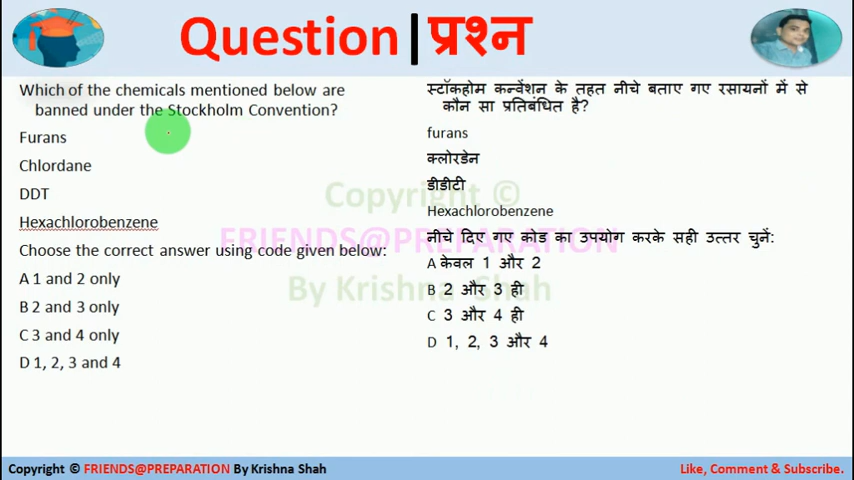 Question|प्रश्न
Which of the chemicals mentioned below are
banned under the Stockholm Convention?
Furans
Chlordane
DDT
Hexachlorobenzene
Choose the correct answer using code given below:
A 1 and 2 only
B 2 and 3 only
C 3 and 4 only
D 1, 2, 3 and 4
स्टॉकहोम कन्वेंशन के तहत नीचे बताए गए रसायनों में से
कौन सा प्रतिबंधित है?
furans
क्लोरडेन
डीडीटी
Hexachlorobenzene
नीचे दिए गए कोड का उपयोग करके सही उत्तर चुनें:
A केवल 1 और 2
B 2 और 3 ही
C 3 और 4 ही
D 1, 2, 3 और 4
Copyright ©
FRIENDS@PREPARATION
By Krishna Shah
Copyright © FRIENDS@PREPARATION By Krishna Shah
Like, Comment & Subscribe.